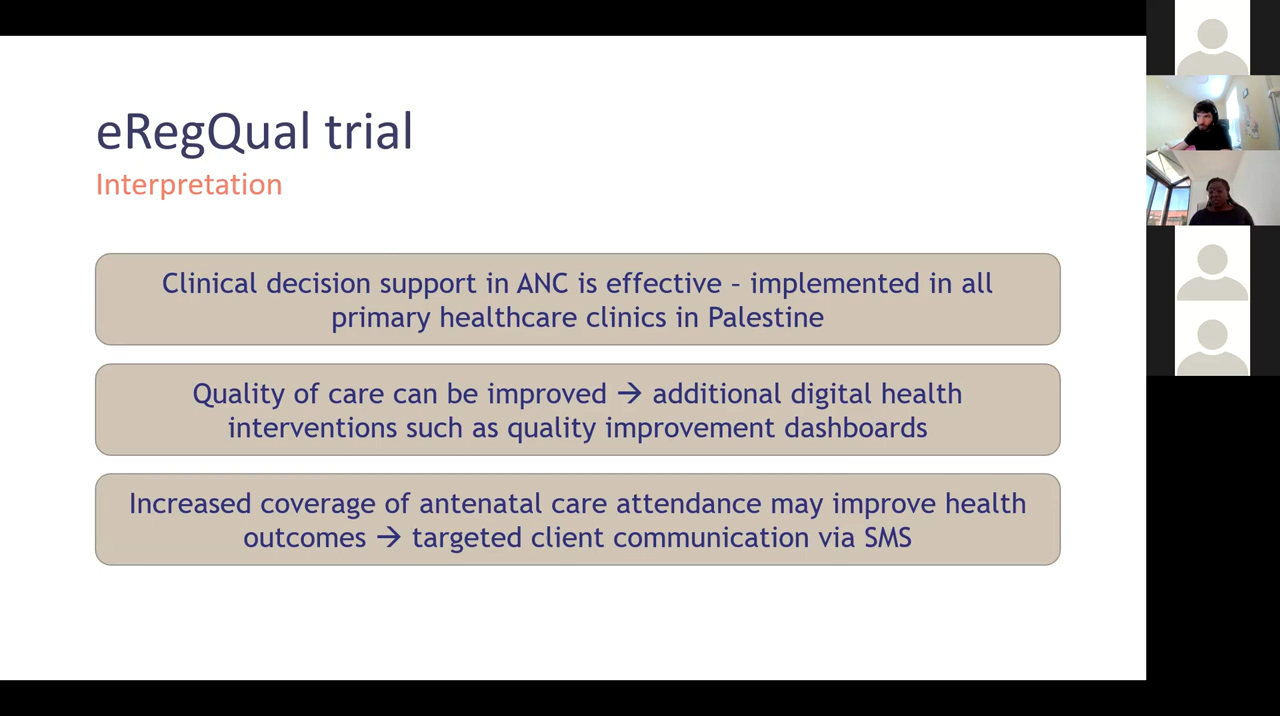 eRegQual trial
Interpretation
Clinical decision support in ANC is effective – implemented in all
primary healthcare clinics in Palestine
Quality of care can be improved → additional digital health
interventions such as quality improvement dashboards
Increased coverage of antenatal care attendance may improve health
outcomes → targeted client communication via SMS